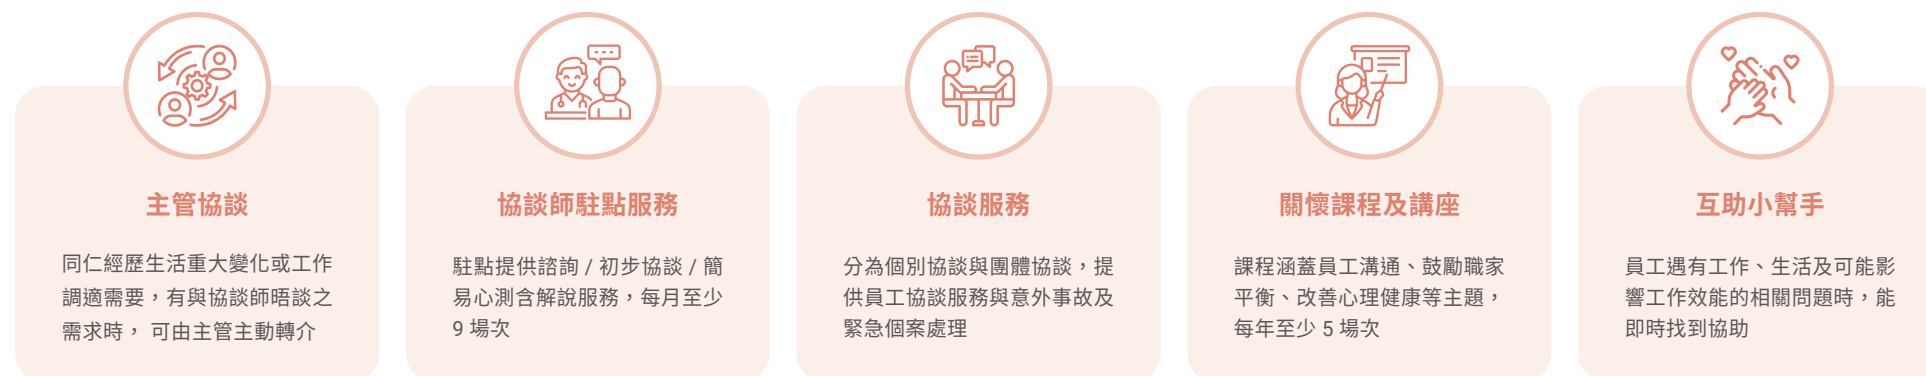 主管協談
同仁經歷生活重大變化或工作
調適需要，有與協談師晤談之
需求時， 可由主管主動轉介
協談師駐點服務
駐點提供諮詢 / 初步協談 / 簡
易心測含解說服務，每月至少
9 場次
協談服務
分為個別協談與團體協談，提
供員工協談服務與意外事故及
緊急個案處理
關懷課程及講座
課程涵蓋員工溝通、鼓勵職家
平衡、改善心理健康等主題，
每年至少 5 場次
互助小幫手
員工遇有工作、生活及可能影
響工作效能的相關問題時，能
即時找到協助